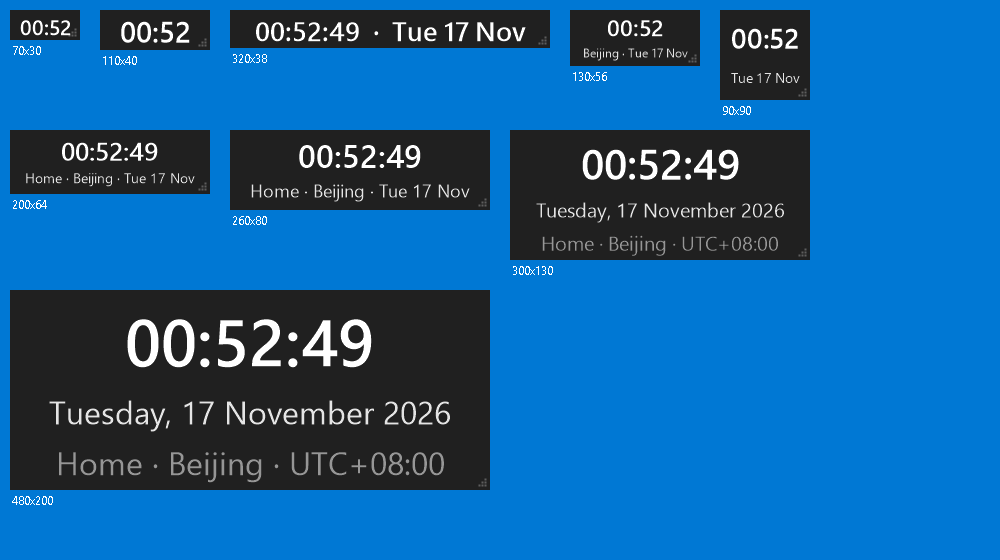 00:52
70x30
00:52
110x40
00:52:49 · Tue 17 Nov
320x38
00:52
Beijing · Tue 17 Nov
130x56
00:52
Tue 17 Nov
90x90
00:52:49
Home · Beijing · Tue 17 Nov
200x64
00:52:49
Home · Beijing · Tue 17 Nov
260x80
00:52:49
Tuesday, 17 November 2026
Home · Beijing · UTC+08:00
300x130
00:52:49
Tuesday, 17 November 2026
Home · Beijing · UTC+08:00
480x200